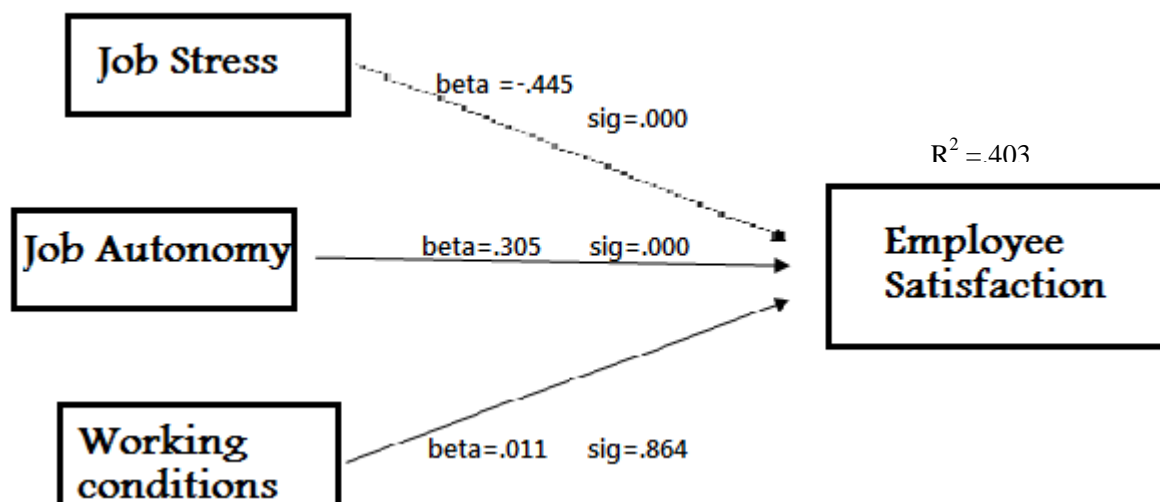 Job Stress
beta =-.445
sig=.000
R² =.403
Job Autonomy
beta=.305 sig=.000
Employee
Satisfaction
Working
conditions
beta=.011 sig=.864